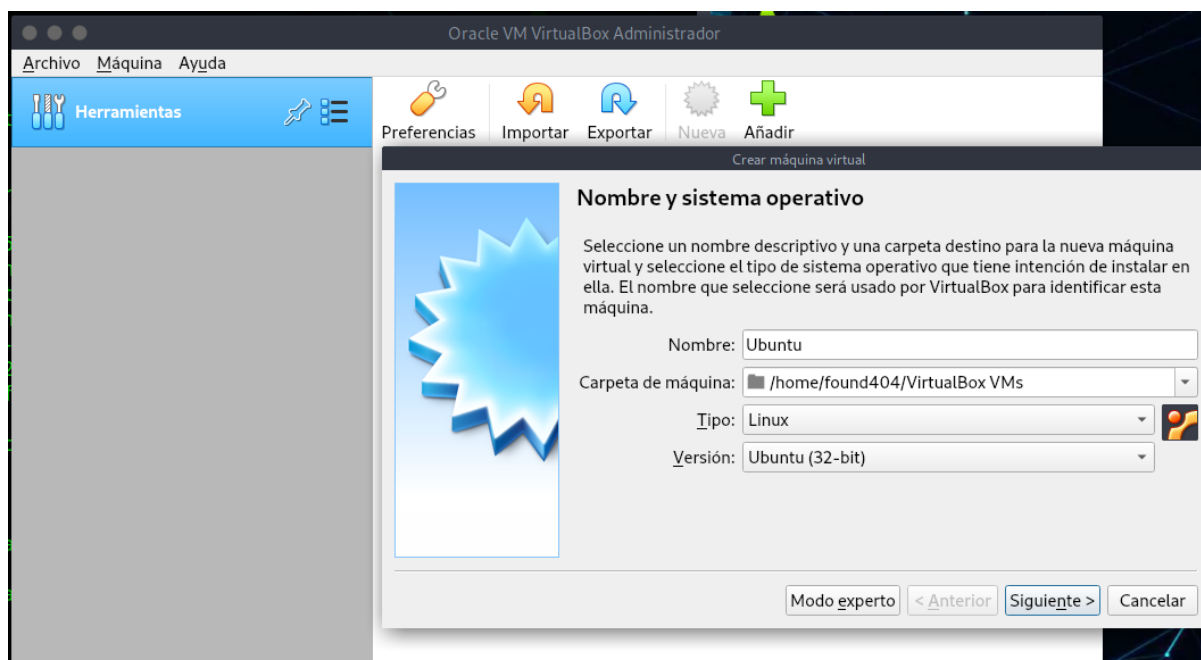 Oracle VM VirtualBox Administrador
Archivo Máquina Ayuda
Herramientas
Preferencias Importar Exportar Nueva Añadir
Crear máquina virtual
Nombre y sistema operativo
Seleccione un nombre descriptivo y una carpeta destino para la nueva máquina
virtual y seleccione el tipo de sistema operativo que tiene intención de instalar en
ella. El nombre que seleccione será usado por VirtualBox para identificar esta
máquina.
Nombre: Ubuntu
Carpeta de máquina: /home/found404/VirtualBox VMs
Tipo: Linux
Versión: Ubuntu (32-bit)
Modo experto < Anterior Siguiente > Cancelar